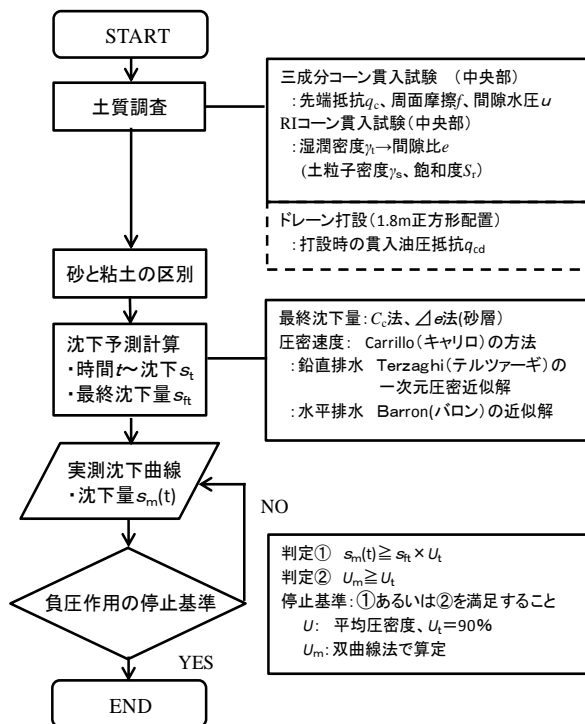 START
土質調査
三成分コーン貫入試験 (中央部)
:先端抵抗qc、周面摩擦f、間隙水圧u
RIコーン貫入試験(中央部)
:湿潤密度γt→間隙比e
(土粒子密度γs、飽和度Sr)
ドレーン打設(1.8m正方形配置)
:打設時の貫入油圧抵抗qcd
砂と粘土の区別
沈下予測計算
・時間t~沈下st
・最終沈下量sft
最終沈下量:Cc法、⊿e法(砂層)
圧密速度: Carrillo(キャリロ)の方法
:鉛直排水 Terzaghi(テルツァーギ)の
一次元圧密近似解
:水平排水 Barron(バロン)の近似解
実測沈下曲線
・沈下量sm(t)
NO
負圧作用の停止基準
判定① sm(t)≧sft×Ut
判定② Um≧Ut
停止基準:①あるいは②を満足すること
U: 平均圧密度、Ut=90%
Um:双曲線法で算定
YES
END